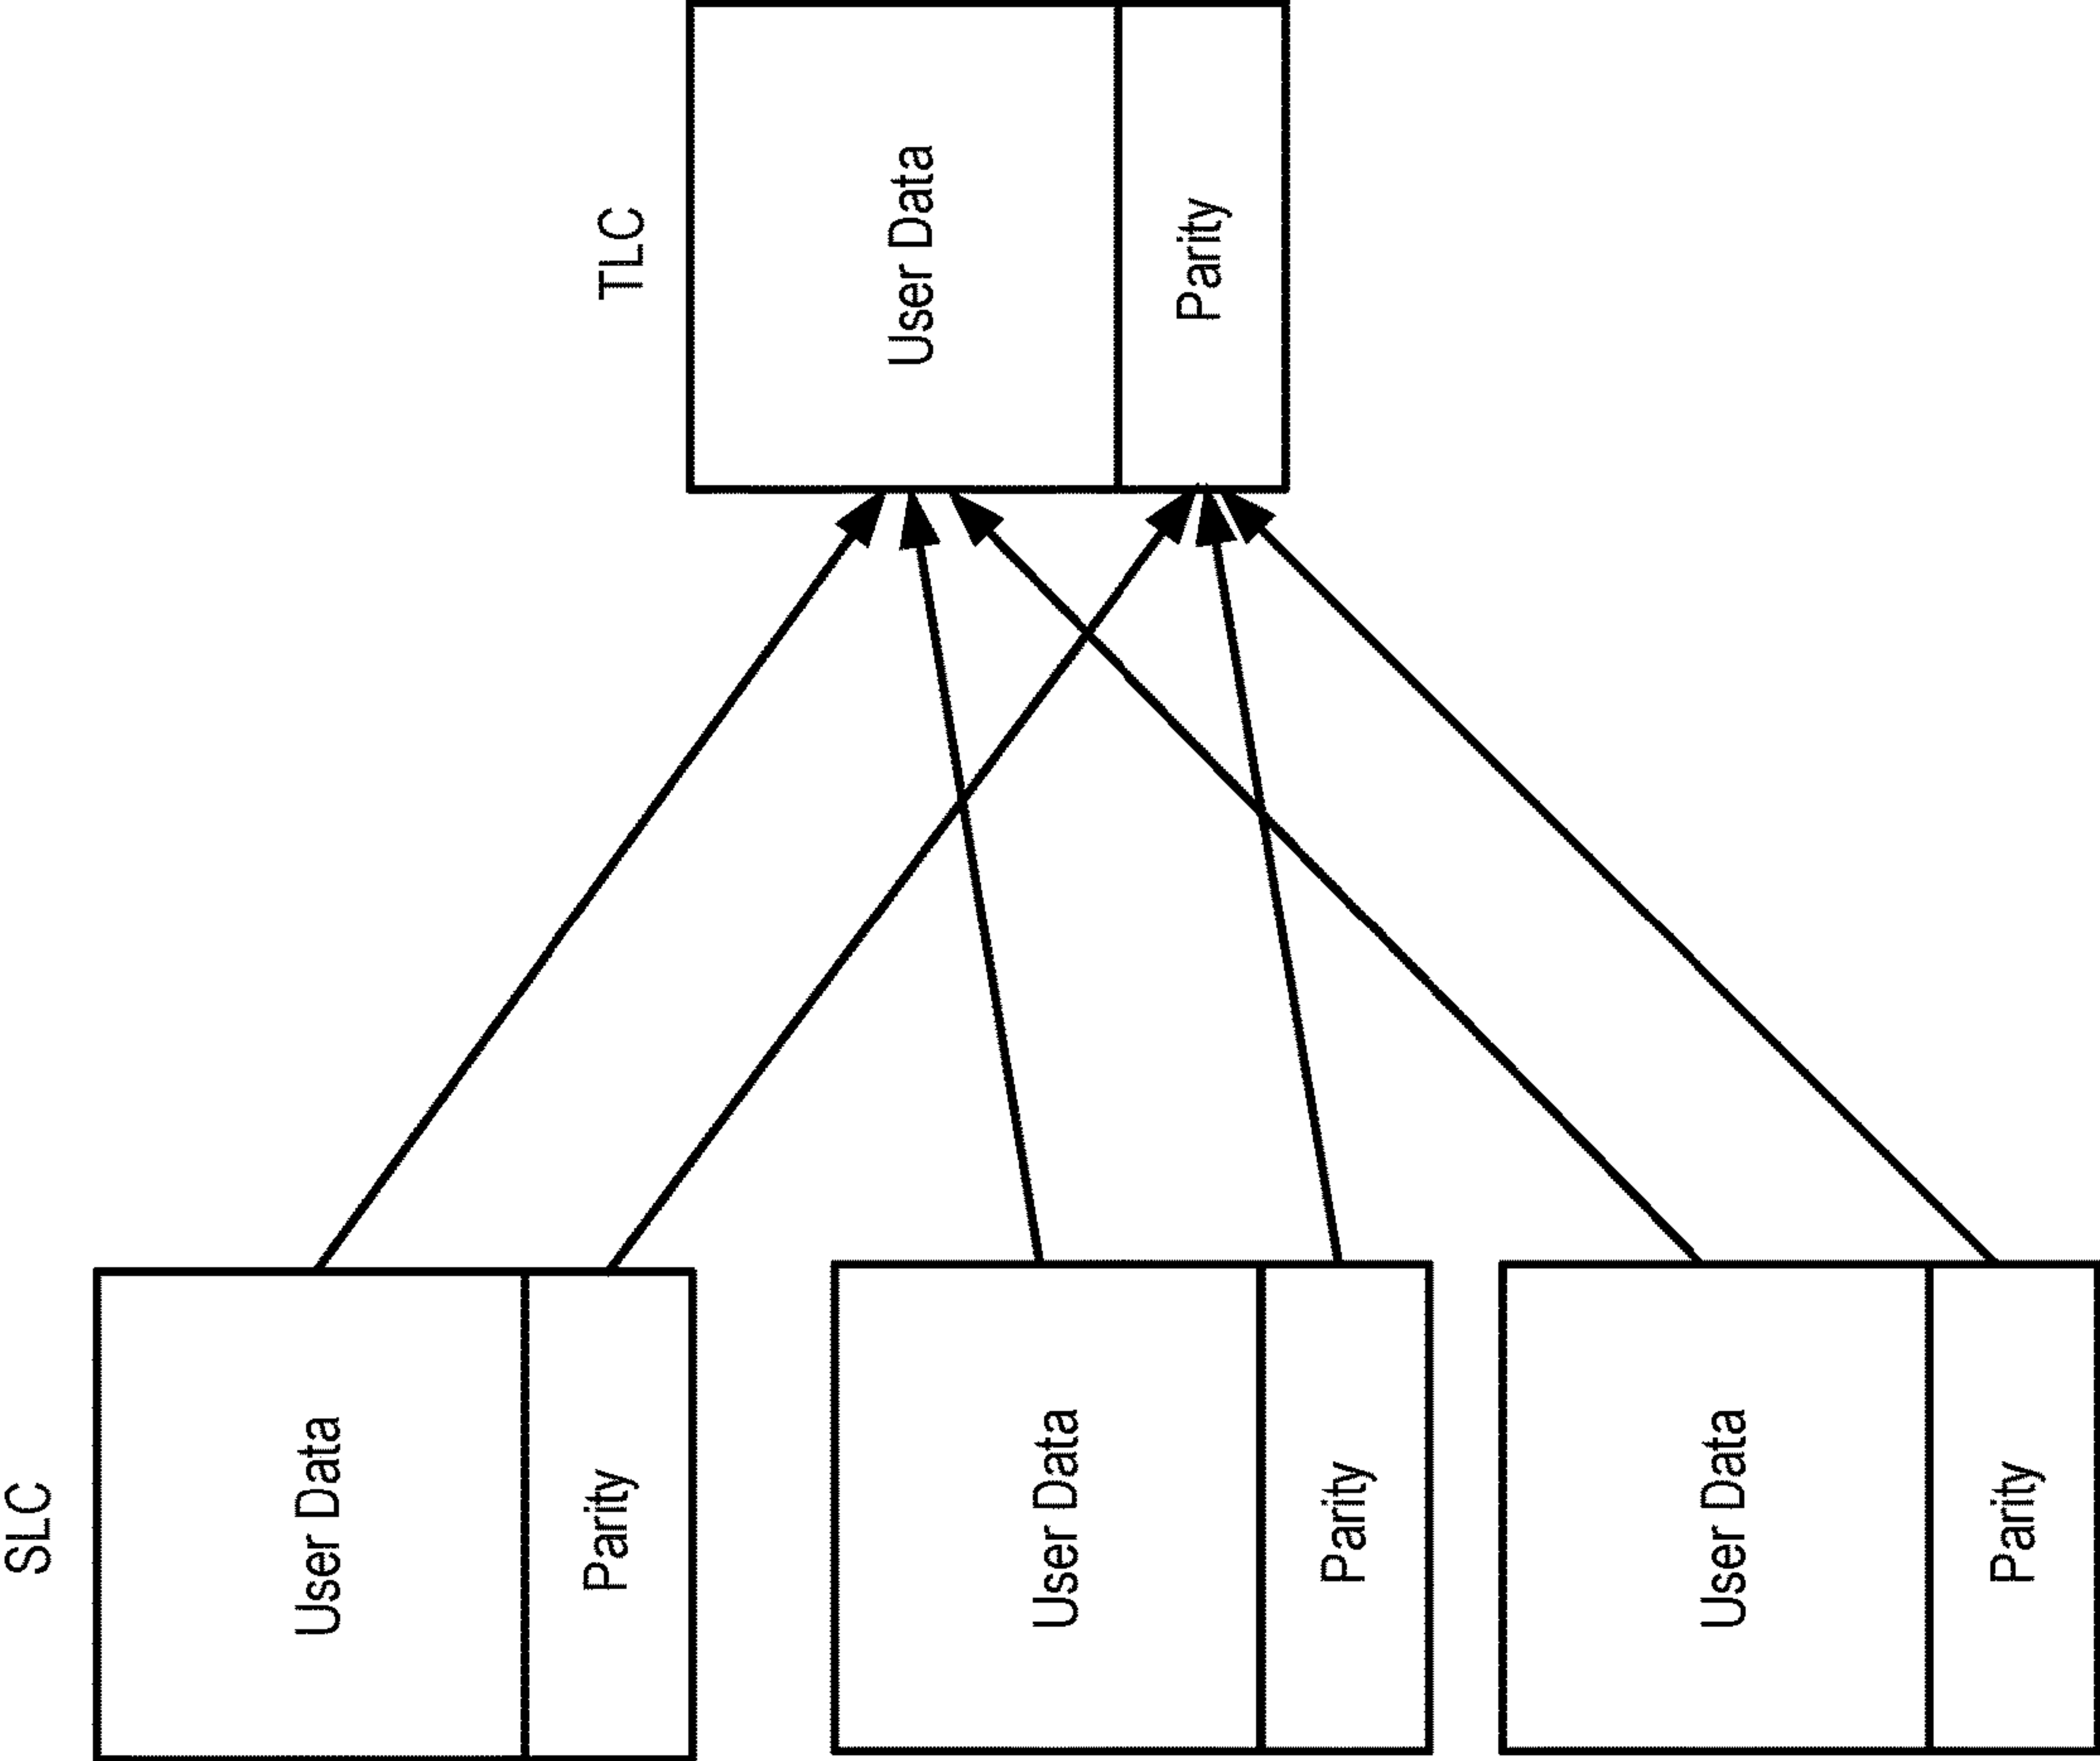 SLC
TLC
User Data
Parity
User Data
Parity
User Data
Parity
User Data
Parity